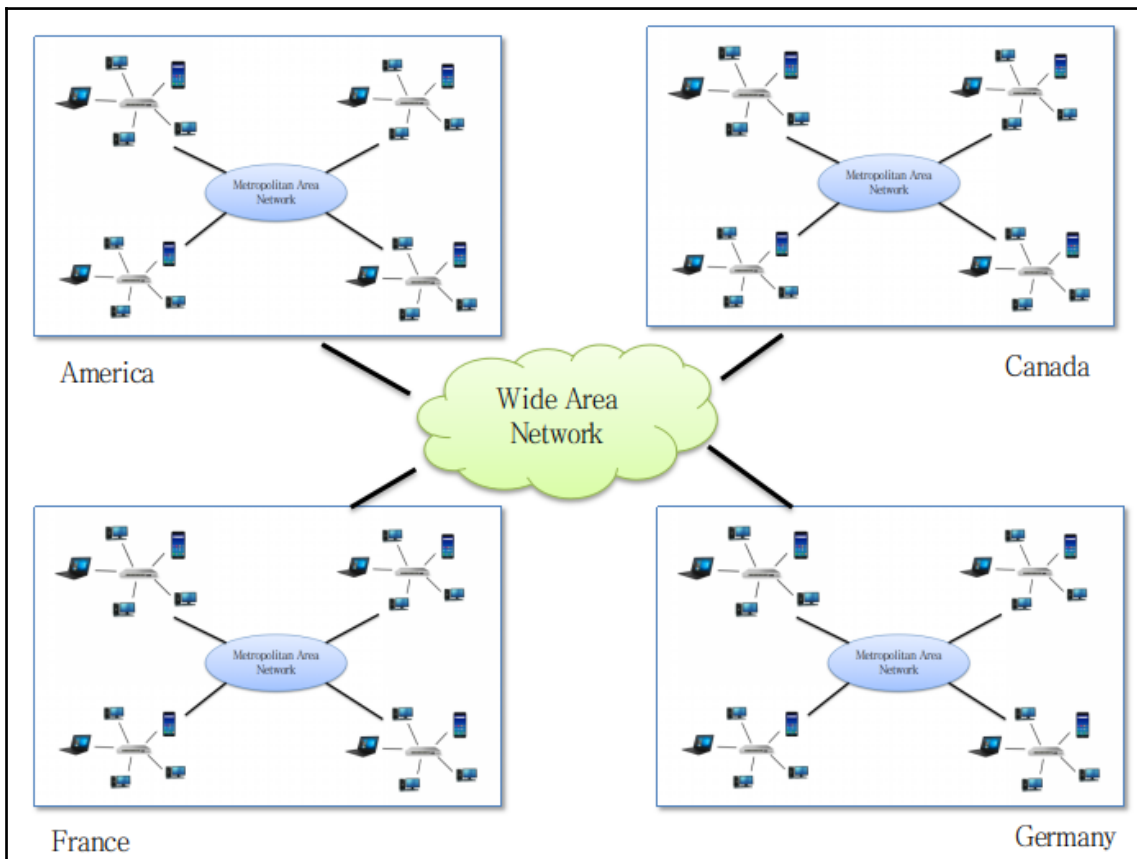 Metropolitan Area
Network
Metropolitan Area
Network
America
Canada
Wide Area
Network
Metropolitan Area
Network
Metropolitan Area
Network
France
Germany